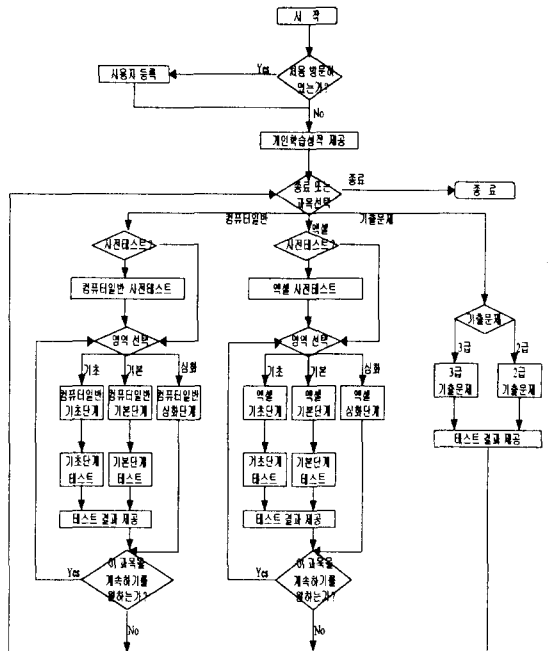 시 작
처음 방문하
였는가?
Yes
사용자 등록
No
개인학습성적 제공
종료 또는
과목선택
종료
종 료
컴퓨터일반
엑셀
기출문제
사전테스트?
사전테스트?
컴퓨터일반 사전테스트
엑셀 사전테스트
기출문제
영역 선택
영역 선택
3급
2급
기초
기본
심화
기초
기본
심화
3급
기출문제
2급
기출문제
컴퓨터일반
기초단계
컴퓨터일반
기본단계
컴퓨터일반
심화단계
엑셀
기초단계
엑셀
기본단계
엑셀
심화단계
테스트 결과 제공
기초단계
테스트
기본단계
테스트
기초단계
테스트
기본단계
테스트
테스트 결과 제공
테스트 결과 제공
이 과목을
계속하기를
원하는가?
Yes
이 과목을
계속하기를
원하는가?
Yes
No
No